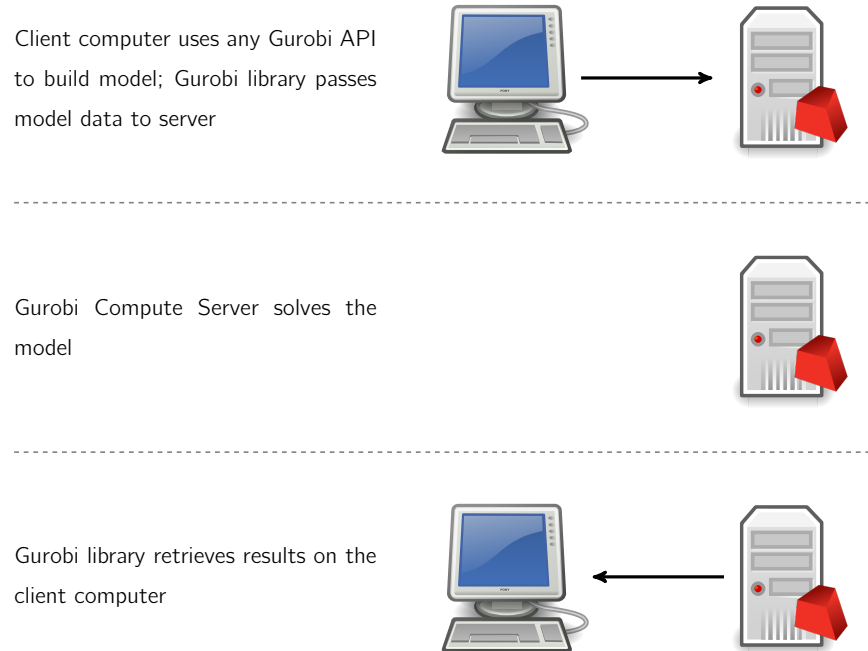 Client computer uses any Gurobi API
to build model; Gurobi library passes
model data to server
Gurobi Compute Server solves the
model
Gurobi library retrieves results on the
client computer